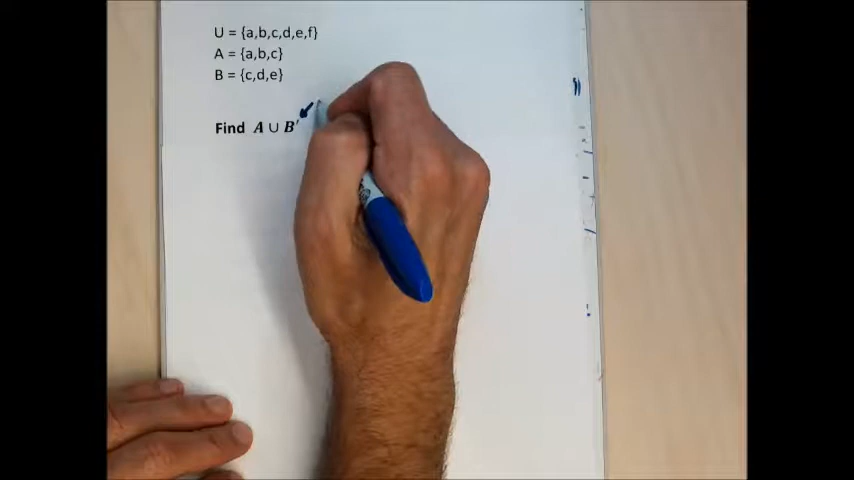 U = {a,b,c,d,e,f}
A = {a,b,c}
B = {c,d,e}
Find A ∪ B'